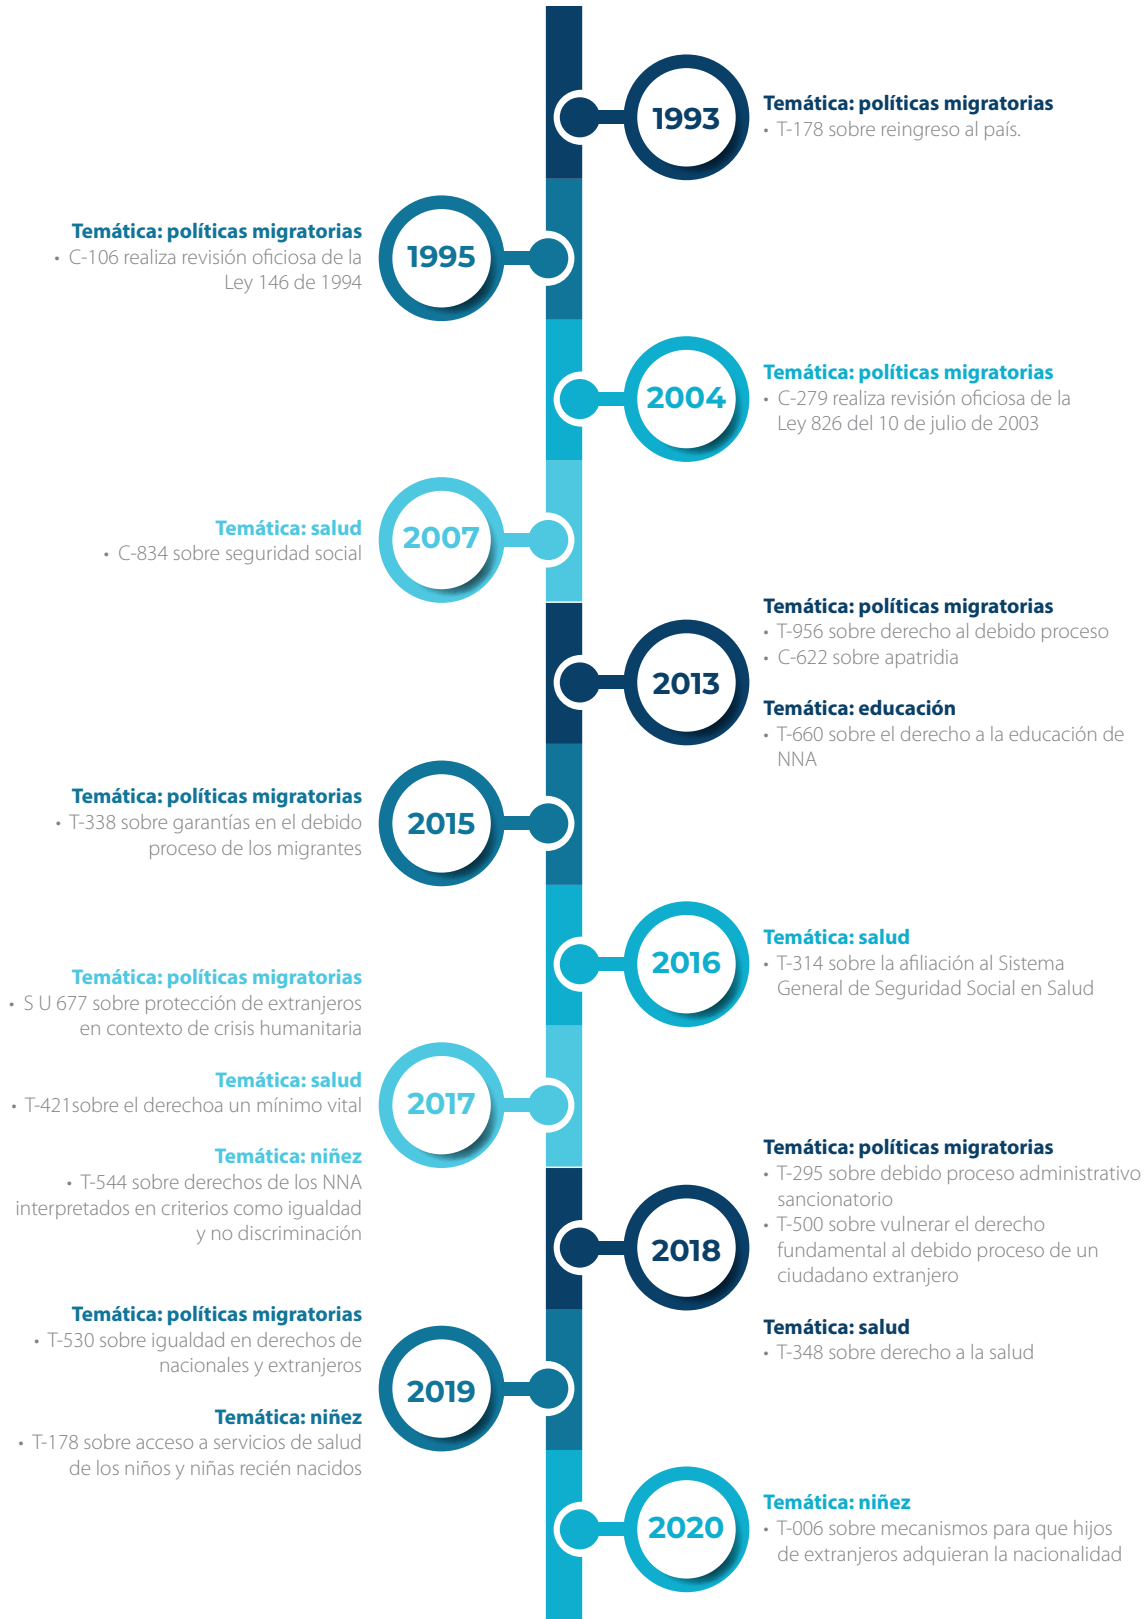 1993
Temática: políticas migratorias
• T-178 sobre reingreso al país.
Temática: políticas migratorias
• C-106 realiza revisión oficiosa de la
Ley 146 de 1994
1995
2004
Temática: políticas migratorias
• C-279 realiza revisión oficiosa de la
Ley 826 del 10 de julio de 2003
Temática: salud
• C-834 sobre seguridad social
2007
2013
Temática: políticas migratorias
• T-956 sobre derecho al debido proceso
• C-622 sobre apatridia
Temática: educación
• T-660 sobre el derecho a la educación de
NNA
Temática: políticas migratorias
• T-338 sobre garantías en el debido
proceso de los migrantes
2015
2016
Temática: salud
• T-314 sobre la afiliación al Sistema
General de Seguridad Social en Salud
Temática: políticas migratorias
• S U 677 sobre protección de extranjeros
en contexto de crisis humanitaria
Temática: salud
• T-421sobre el derechoa un mínimo vital
Temática: niñez
• T-544 sobre derechos de los NNA
interpretados en criterios como igualdad
y no discriminación
2017
2018
Temática: políticas migratorias
• T-295 sobre debido proceso administrativo
sancionatorio
• T-500 sobre vulnerar el derecho
fundamental al debido proceso de un
ciudadano extranjero
Temática: salud
• T-348 sobre derecho a la salud
Temática: políticas migratorias
• T-530 sobre igualdad en derechos de
nacionales y extranjeros
Temática: niñez
• T-178 sobre acceso a servicios de salud
de los niños y niñas recién nacidos
2019
2020
Temática: niñez
• T-006 sobre mecanismos para que hijos
de extranjeros adquieran la nacionalidad